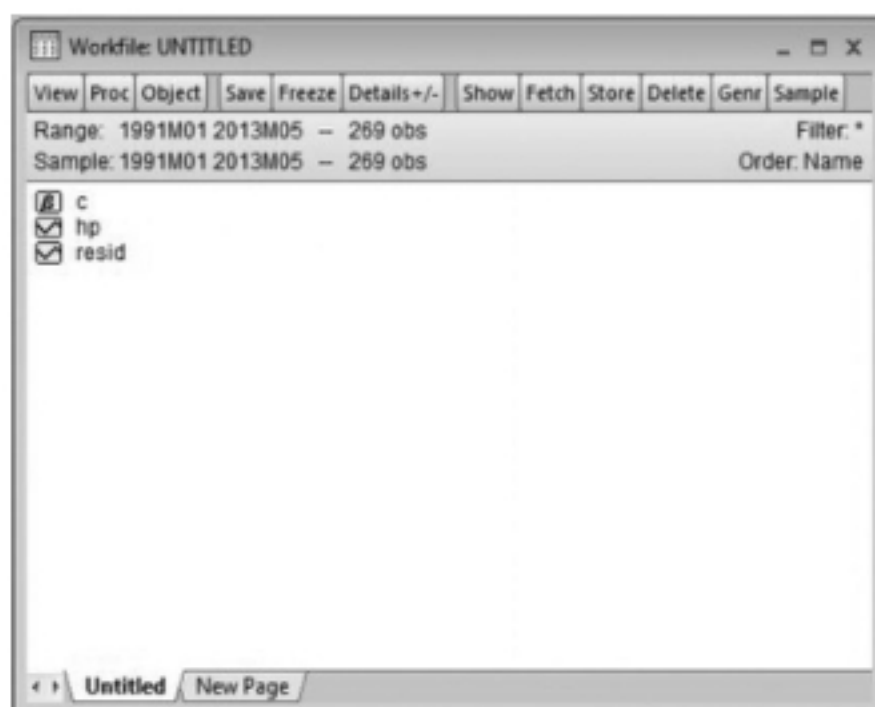 Workfile: UNTITLED
View Proc Object Save Freeze Details+/- Show Fetch Store Delete Genr Sample
Range: 1991M01 2013M05 – 269 obs Filter: *
Sample: 1991M01 2013M05 – 269 obs Order: Name
β c
hp
resid
Untitled New Page